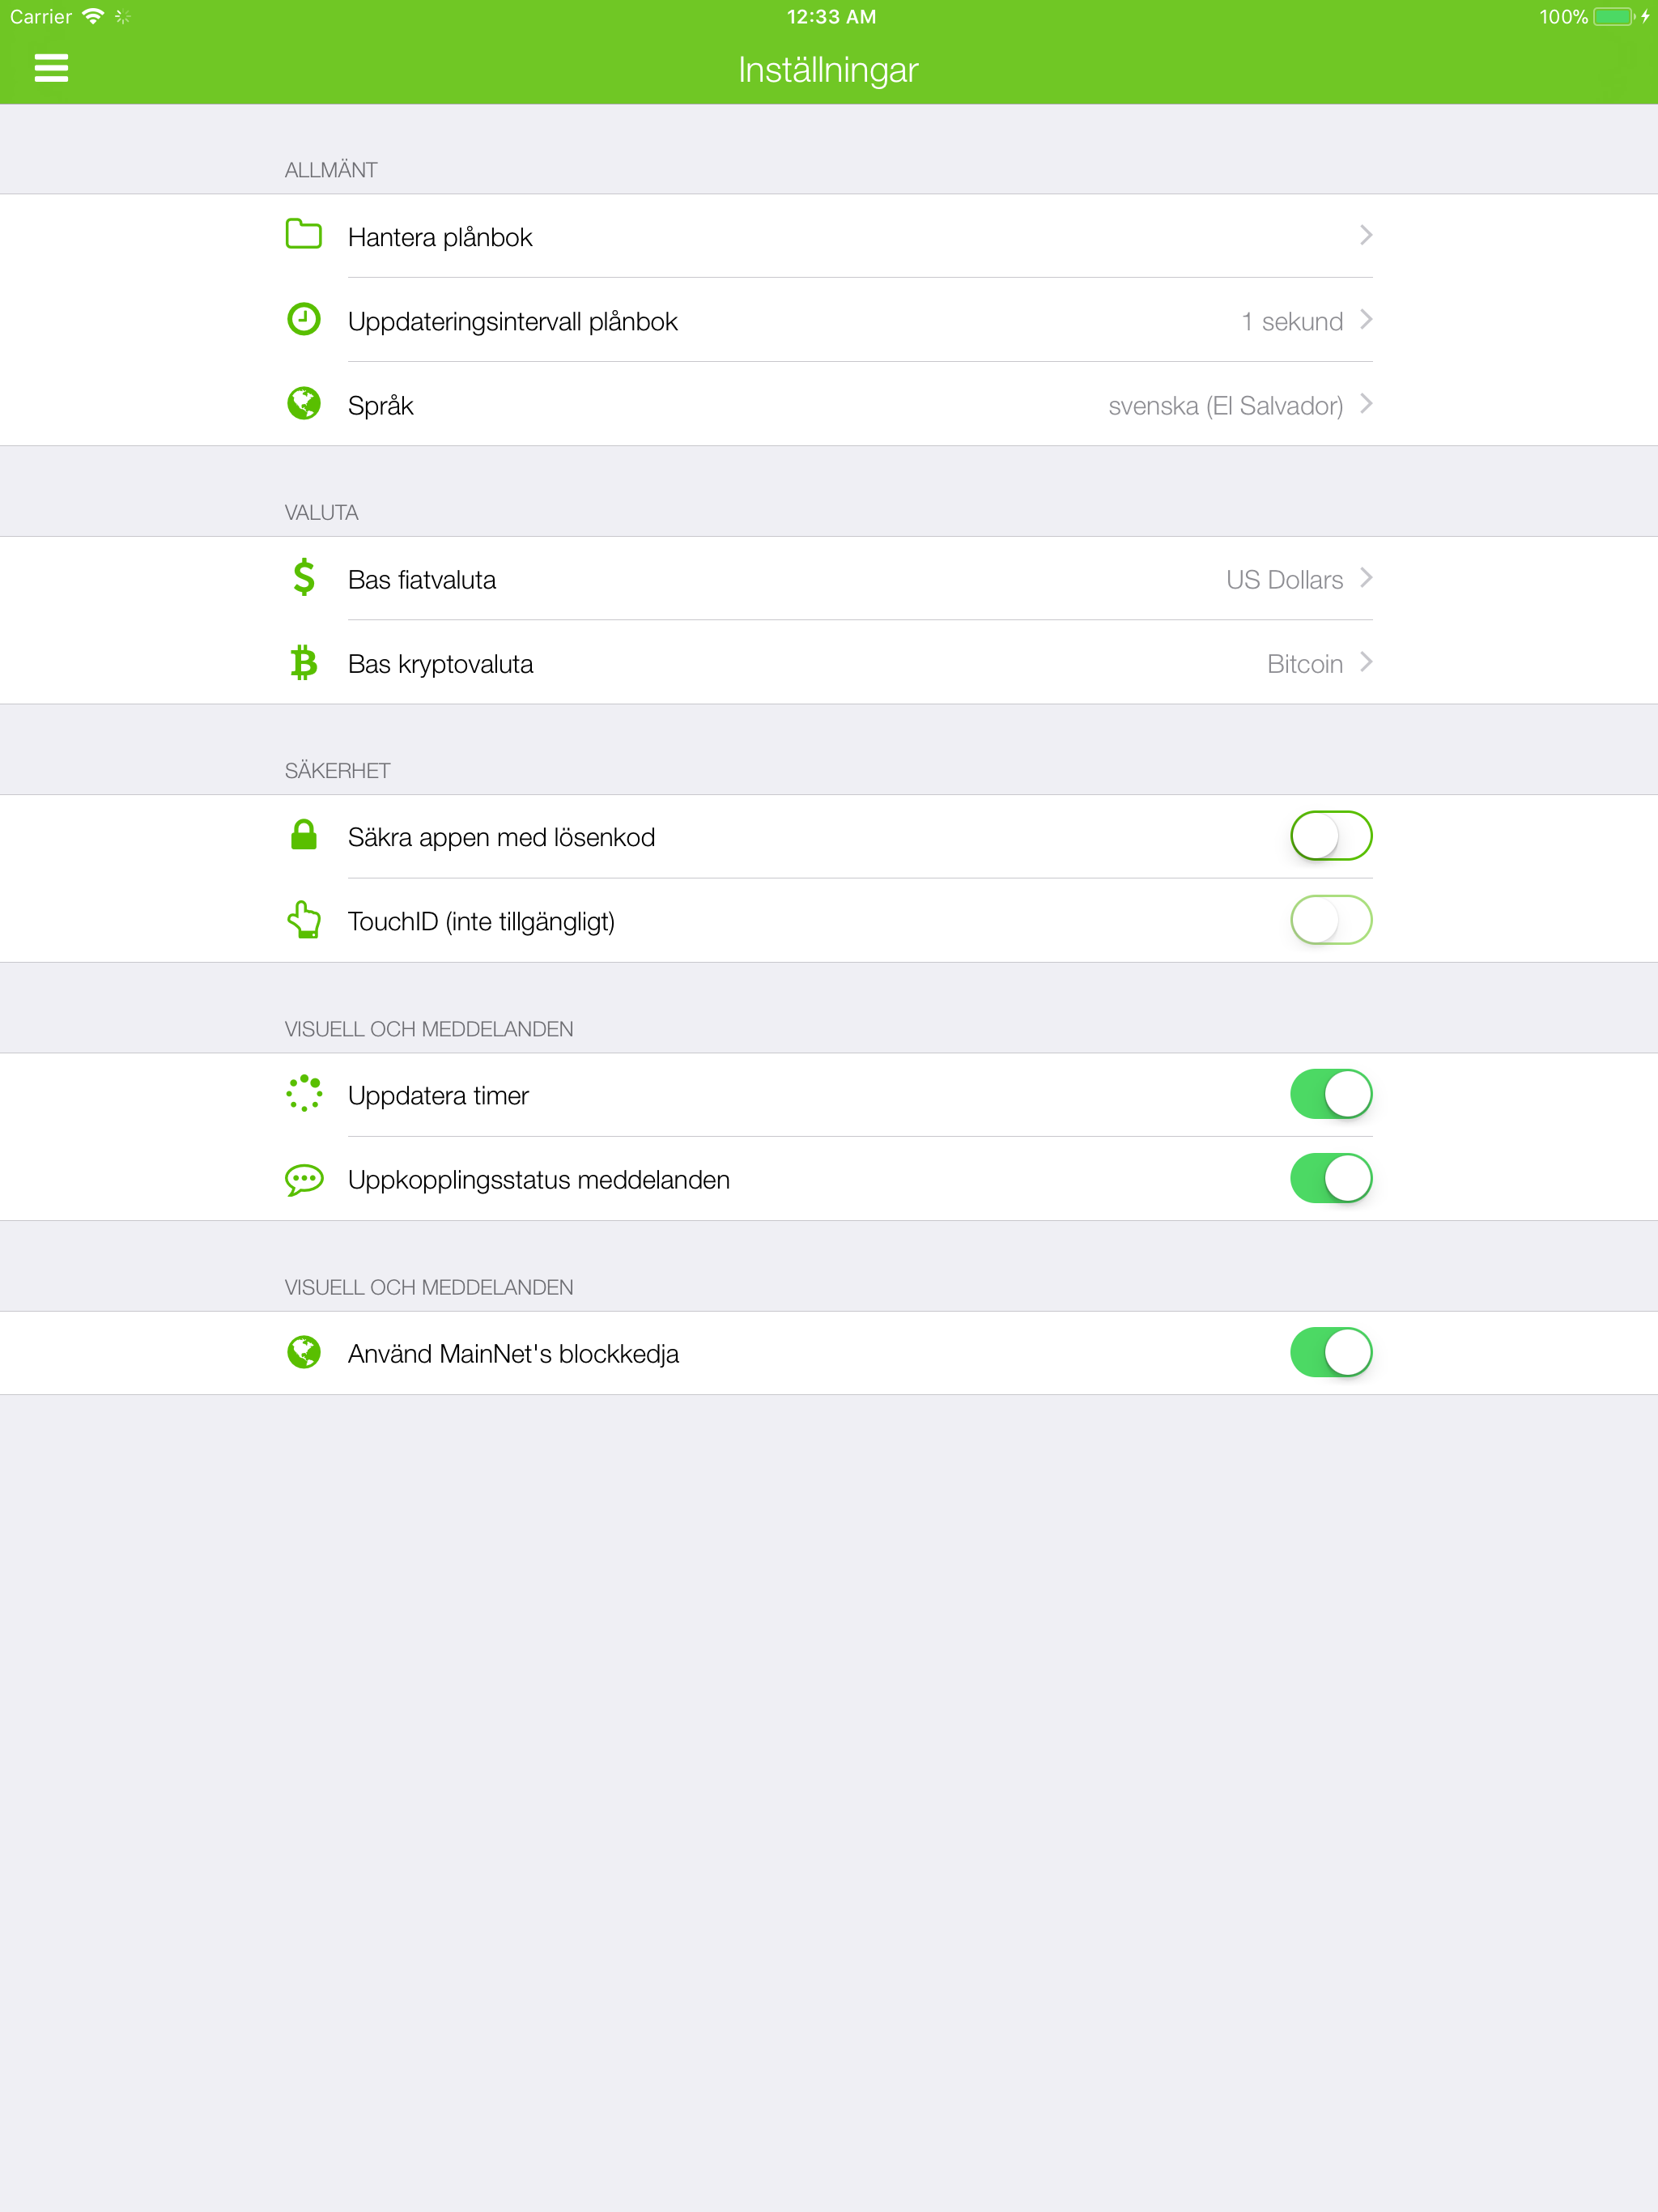 Carrier 12:33 AM 100%
Inställningar
ALLMÄNT
Hantera plånbok
Uppdateringsintervall plånbok 1 sekund
Språk svenska (El Salvador)
VALUTA
Bas fiatvaluta US Dollars
Bas kryptovaluta Bitcoin
SÄKERHET
Säkra appen med lösenkod
TouchID (inte tillgängligt)
VISUELL OCH MEDDELANDEN
Uppdatera timer
Uppkopplingsstatus meddelanden
VISUELL OCH MEDDELANDEN
Använd MainNet's blockkedja